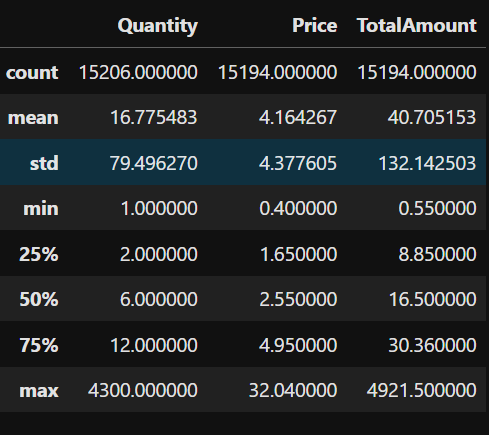 Quantity Price TotalAmount
count 15206.000000 15194.000000 15194.000000
mean 16.775483 4.164267 40.705153
std 79.496270 4.377605 132.142503
min 1.000000 0.400000 0.550000
25% 2.000000 1.650000 8.850000
50% 6.000000 2.550000 16.500000
75% 12.000000 4.950000 30.360000
max 4300.000000 32.040000 4921.500000